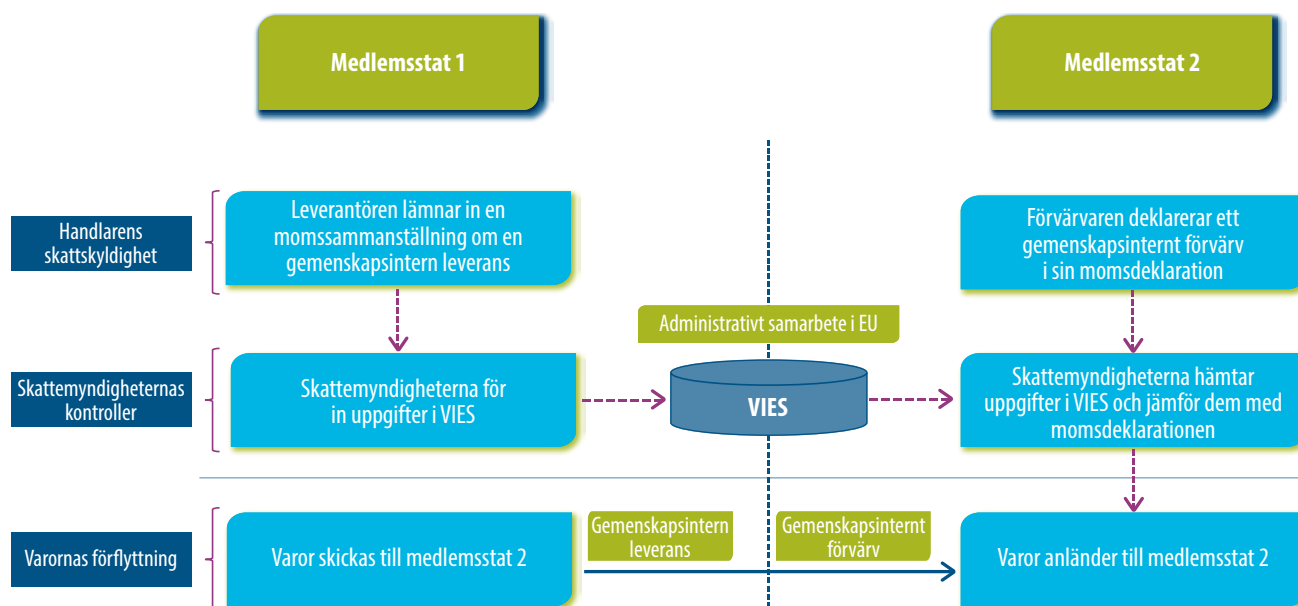 Medlemsstat 1
Medlemsstat 2
Handlarens
skattskyldighet
Leverantören lämnar in en
momssammanställning om en
gemenskapsintern leverans
Förvärvaren deklarerar ett
gemenskapsinternt förvärv
i sin momsdeklaration
Administrativt samarbete i EU
Skattemyndigheternas
kontroller
Skattemyndigheterna för
in uppgifter i VIES
VIES
Skattemyndigheterna hämtar
uppgifter i VIES och jämför dem med
momsdeklarationen
Varornas förflyttning
Varor skickas till medlemsstat 2
Gemenskapsintern
leverans
Gemenskapsinternt
förvärv
Varor anländer till medlemsstat 2